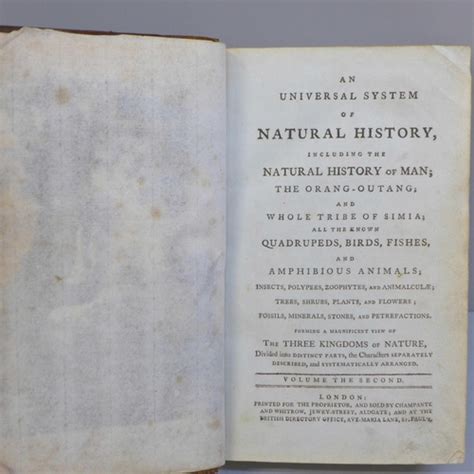 AN
UNIVERSAL SYSTEM
OF
NATURAL HISTORY,
INCLUDING THE
NATURAL HISTORY OF MAN;
THE ORANG-OUTANG;
AND
WHOLE TRIBE OF SIMIA;
ALL THE KNOWN
QUADRUPEDS, BIRDS, FISHES,
AND
AMPHIBIOUS ANIMALS;
INSECTS, POLYPES, ZOOPHYTES, AND ANIMALCULÆ;
TREES, SHRUBS, PLANTS, AND FLOWERS;
FOSSILS, MINERALS, STONES, AND PETREFACTIONS.
FORMING A MAGNIFICENT VIEW OF
THE THREE KINGDOMS OF NATURE,
Divided into DISTINCT PARTS, the Characters SEPARATELY
DESCRIBED, and SYSTEMATICALLY ARRANGED.
VOLUME THE SECOND.
LONDON:
PRINTED FOR THE PROPRIETOR, AND SOLD BY CHAMPANTE
AND WHITROW, JEWRY-STREET, ALDGATE; AND AT THE
BRITISH DIRECTORY OFFICE, AVE-MARIA LANE, ST. PAUL's.